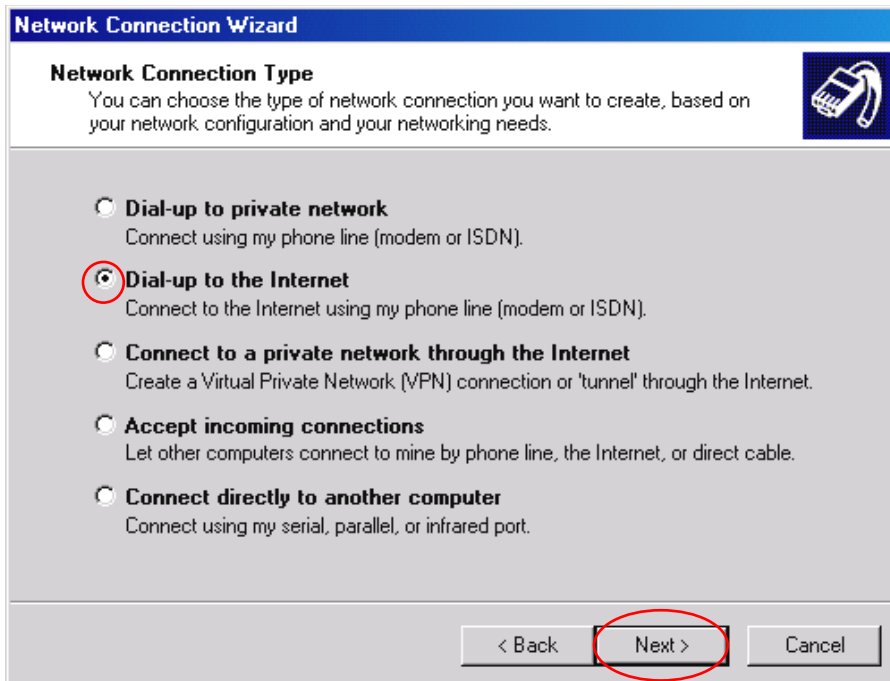 Network Connection Wizard
Network Connection Type
You can choose the type of network connection you want to create, based on
your network configuration and your networking needs.
Dial-up to private network
Connect using my phone line (modem or ISDN).
Dial-up to the Internet
Connect to the Internet using my phone line (modem or ISDN).
Connect to a private network through the Internet
Create a Virtual Private Network (VPN) connection or 'tunnel' through the Internet.
Accept incoming connections
Let other computers connect to mine by phone line, the Internet, or direct cable.
Connect directly to another computer
Connect using my serial, parallel, or infrared port.
< Back Next > Cancel